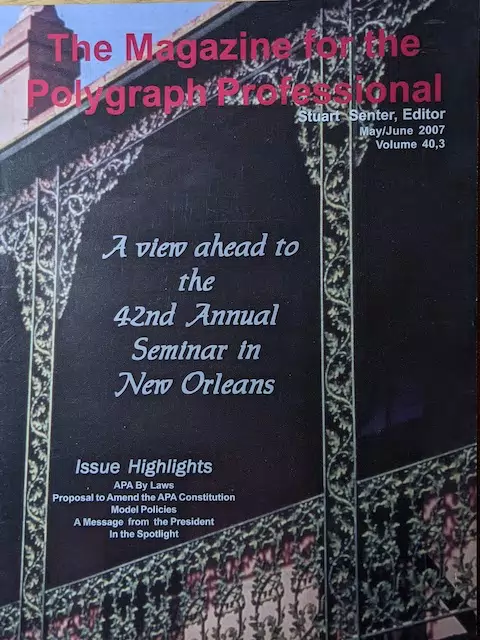 The Magazine for the
Polygraph Professional
Stuart Senter, Editor
May/June 2007
Volume 40,3
A view ahead to
the
42nd Annual
Seminar in
New Orleans
Issue Highlights
APA By Laws
Proposal to Amend the APA Constitution
Model Policies
A Message from the President
In the Spotlight